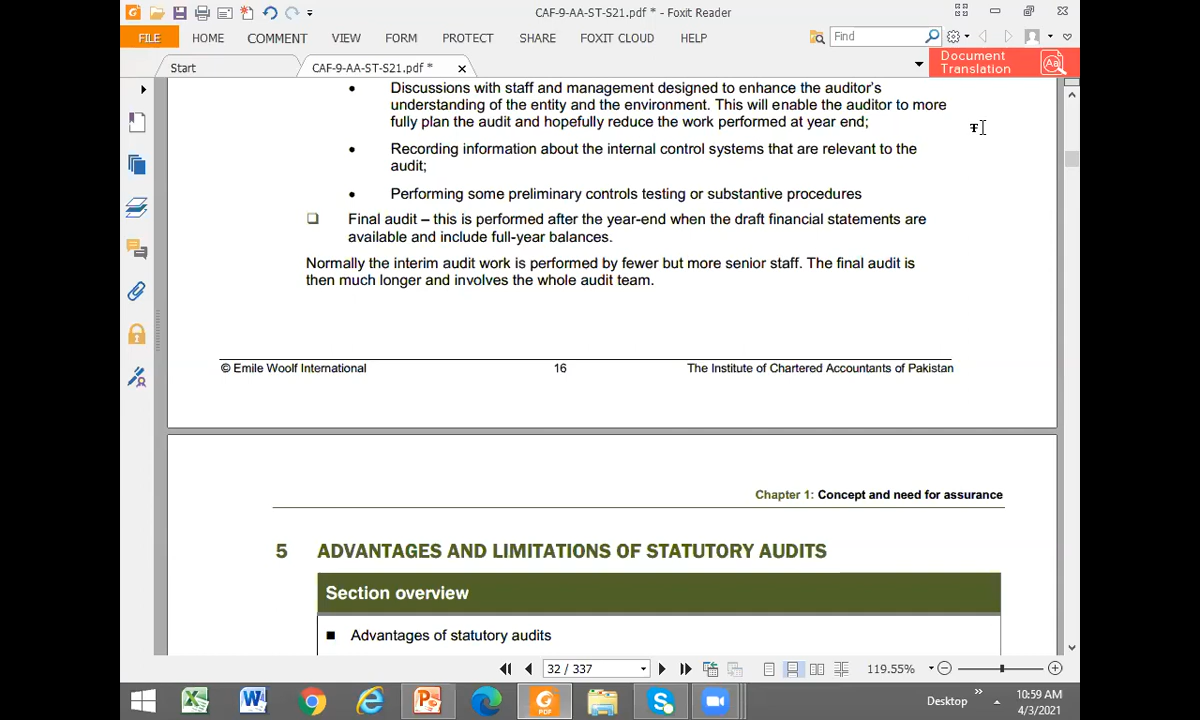 CAF-9-AA-ST-S21.pdf * - Foxit Reader
FILE HOME COMMENT VIEW FORM PROTECT SHARE FOXIT CLOUD HELP
Find
Start
CAF-9-AA-ST-S21.pdf *
Document
Translation
• Discussions with staff and management designed to enhance the auditor's
understanding of the entity and the environment. This will enable the auditor to more
fully plan the audit and hopefully reduce the work performed at year end;
• Recording information about the internal control systems that are relevant to the
audit;
• Performing some preliminary controls testing or substantive procedures
❑ Final audit – this is performed after the year-end when the draft financial statements are
available and include full-year balances.
Normally the interim audit work is performed by fewer but more senior staff. The final audit is
then much longer and involves the whole audit team.
© Emile Woolf International 16 The Institute of Chartered Accountants of Pakistan
Chapter 1: Concept and need for assurance
5 ADVANTAGES AND LIMITATIONS OF STATUTORY AUDITS
Section overview
■ Advantages of statutory audits
32 / 337
119.55%
Desktop
10:59 AM
4/3/2021